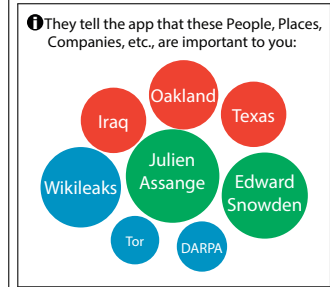 They tell the app that these People, Places,
Companies, etc., are important to you:
Oakland
Iraq
Texas
Julien
Assange
Wikileaks
Edward
Snowden
Tor
DARPA